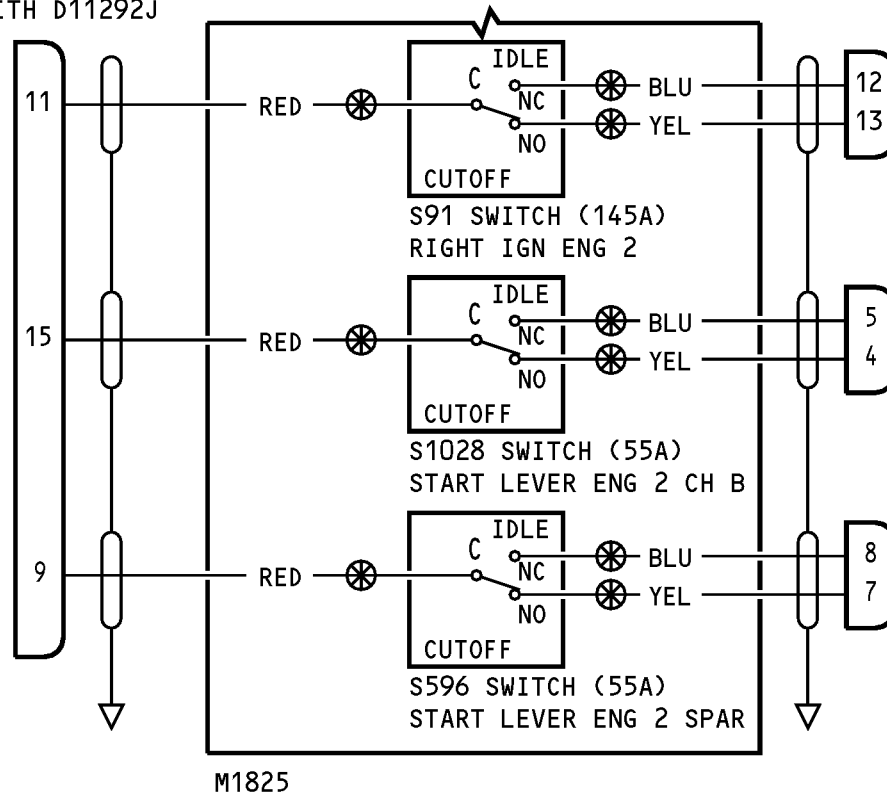 ITH D11292J
IDLE
C
12
11
RED
NC
BLU
13
YEL
NO
CUTOFF
S91 SWITCH (145A)
RIGHT IGN ENG 2
IDLE
C
5
15
RED
NC
BLU
4
YEL
NO
CUTOFF
S1028 SWITCH (55A)
START LEVER ENG 2 CH B
IDLE
C
8
9
RED
NC
BLU
7
YEL
NO
CUTOFF
S596 SWITCH (55A)
START LEVER ENG 2 SPAR
M1825